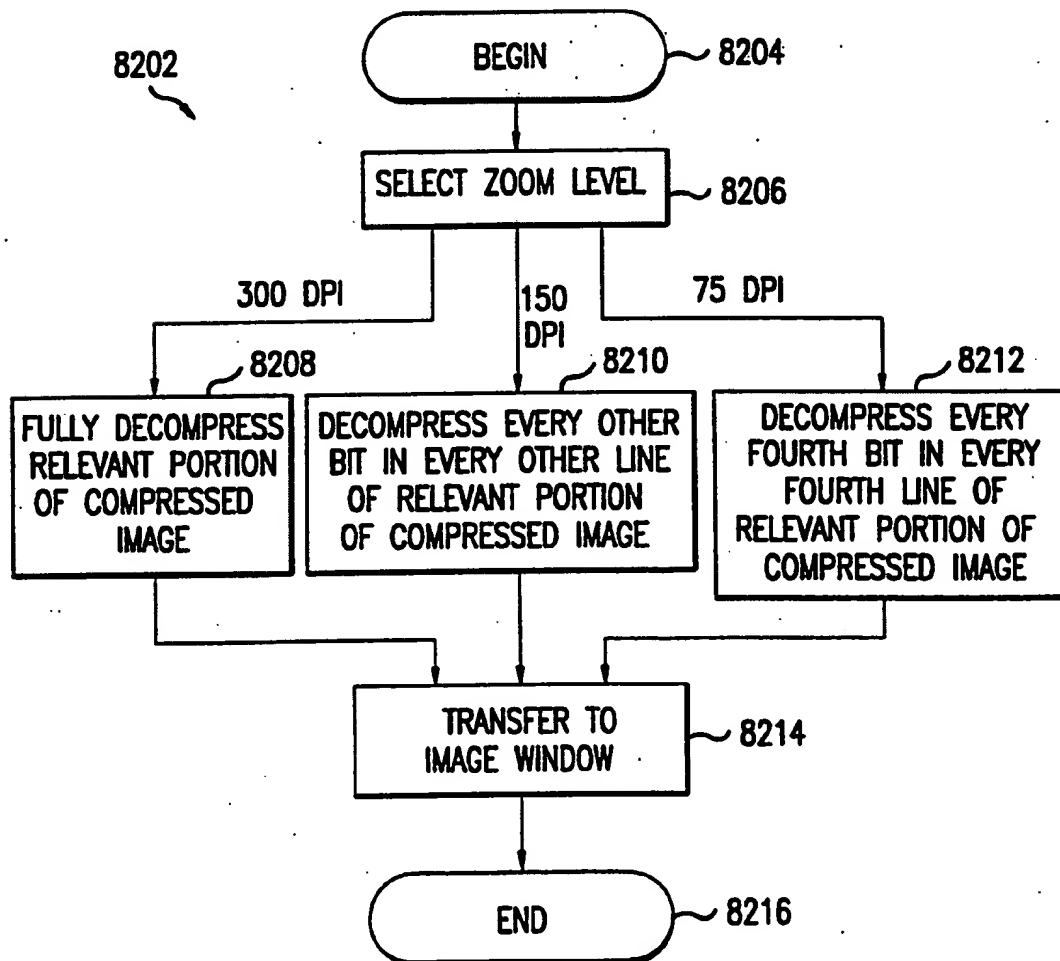 BEGIN
8204
8202
SELECT ZOOM LEVEL
8206
300 DPI
150
DPI
75 DPI
8208
FULLY DECOMPRESS
RELEVANT PORTION
OF COMPRESSED
IMAGE
8210
DECOMPRESS EVERY OTHER
BIT IN EVERY OTHER LINE
OF RELEVANT PORTION
OF COMPRESSED IMAGE
8212
DECOMPRESS EVERY
FOURTH BIT IN EVERY
FOURTH LINE OF
RELEVANT PORTION OF
COMPRESSED IMAGE
TRANSFER TO
IMAGE WINDOW
8214
END
8216